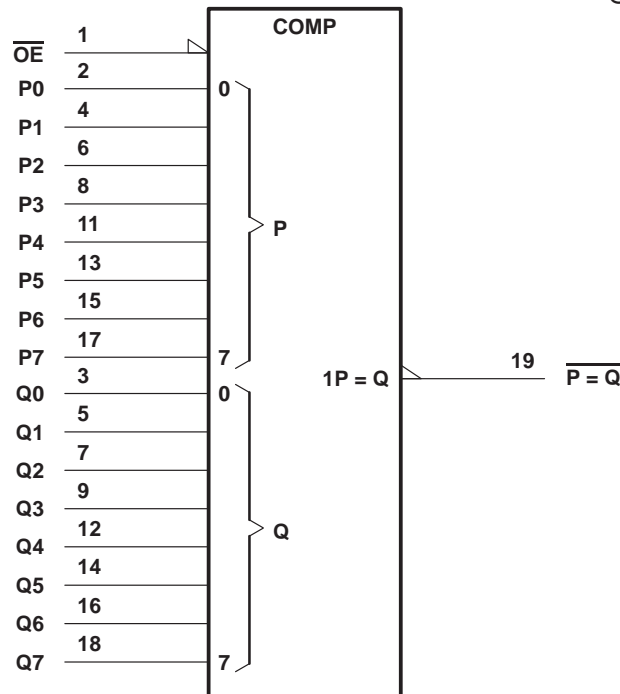 COMP
O̅E̅ 1
P0 2 0
P1 4
P2 6
P3 8
P4 11
P
P5 13
P6 15
P7 17 7
1P = Q 19 P̅ ̅=̅ ̅Q̅
Q0 3 0
Q1 5
Q2 7
Q3 9
Q4 12
Q
Q5 14
Q6 16
Q7 18 7